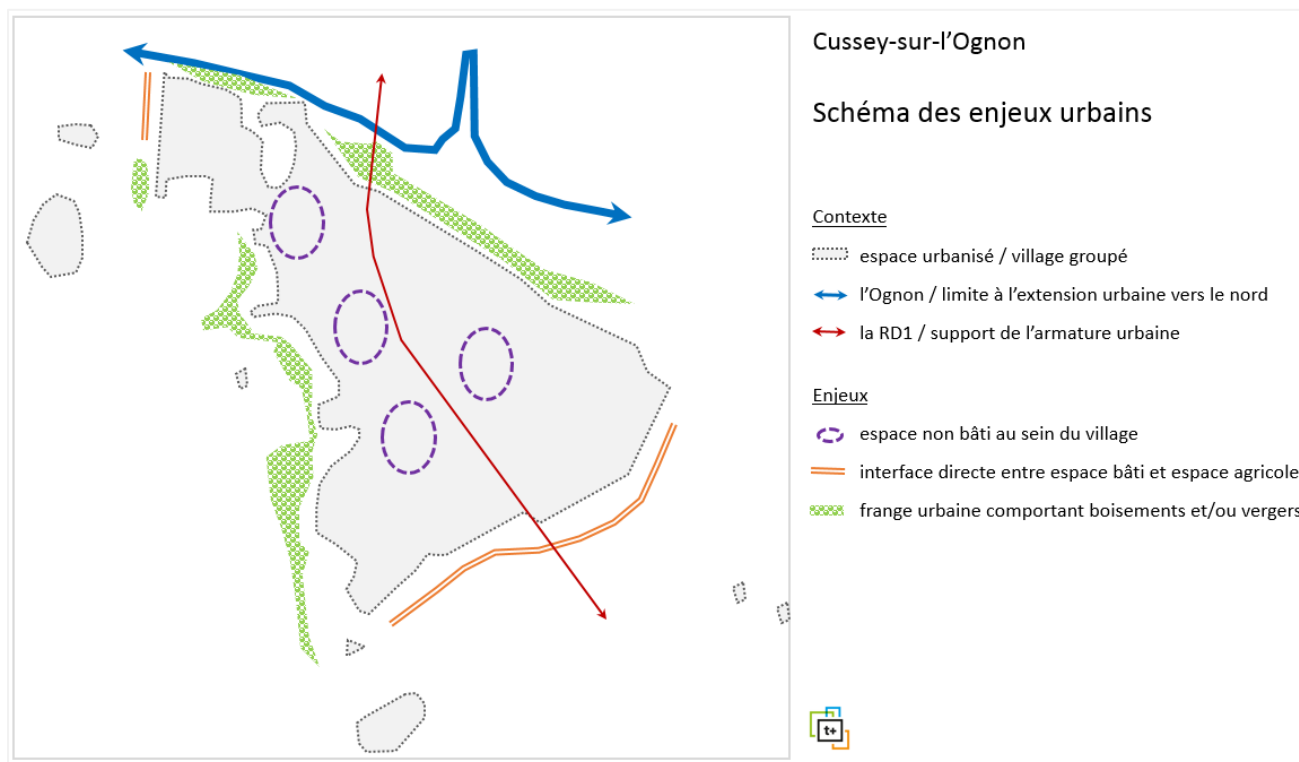 Cussey-sur-l'Ognon
Schéma des enjeux urbains
Contexte
espace urbanisé / village groupé
l'Ognon / limite à l'extension urbaine vers le nord
la RD1 / support de l'armature urbaine
Enjeux
espace non bâti au sein du village
interface directe entre espace bâti et espace agricole
frange urbaine comportant boisements et/ou vergers
t+